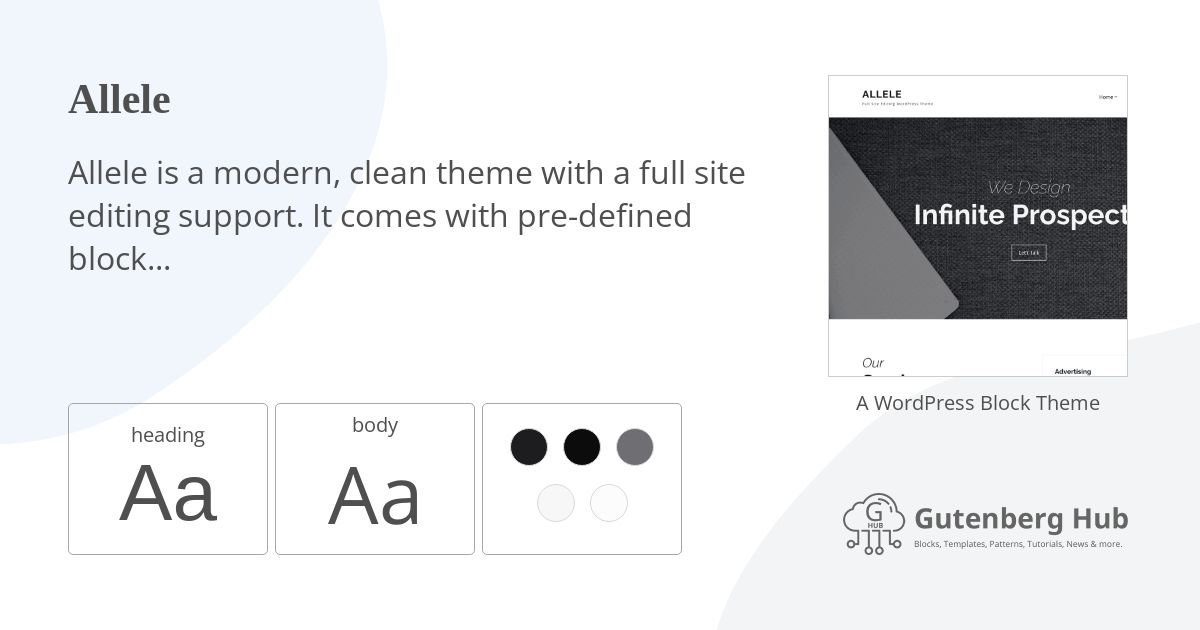 Allele
Allele is a modern, clean theme with a full site
editing support. It comes with pre-defined
block...
heading
Aa
body
Aa
ALLELE
Full Site Editing WordPress Theme
Home
We Design
Infinite Prospect
Let's Talk
Our
Advertising
A WordPress Block Theme
G
HUB
Gutenberg Hub
Blocks, Templates, Patterns, Tutorials, News & more.